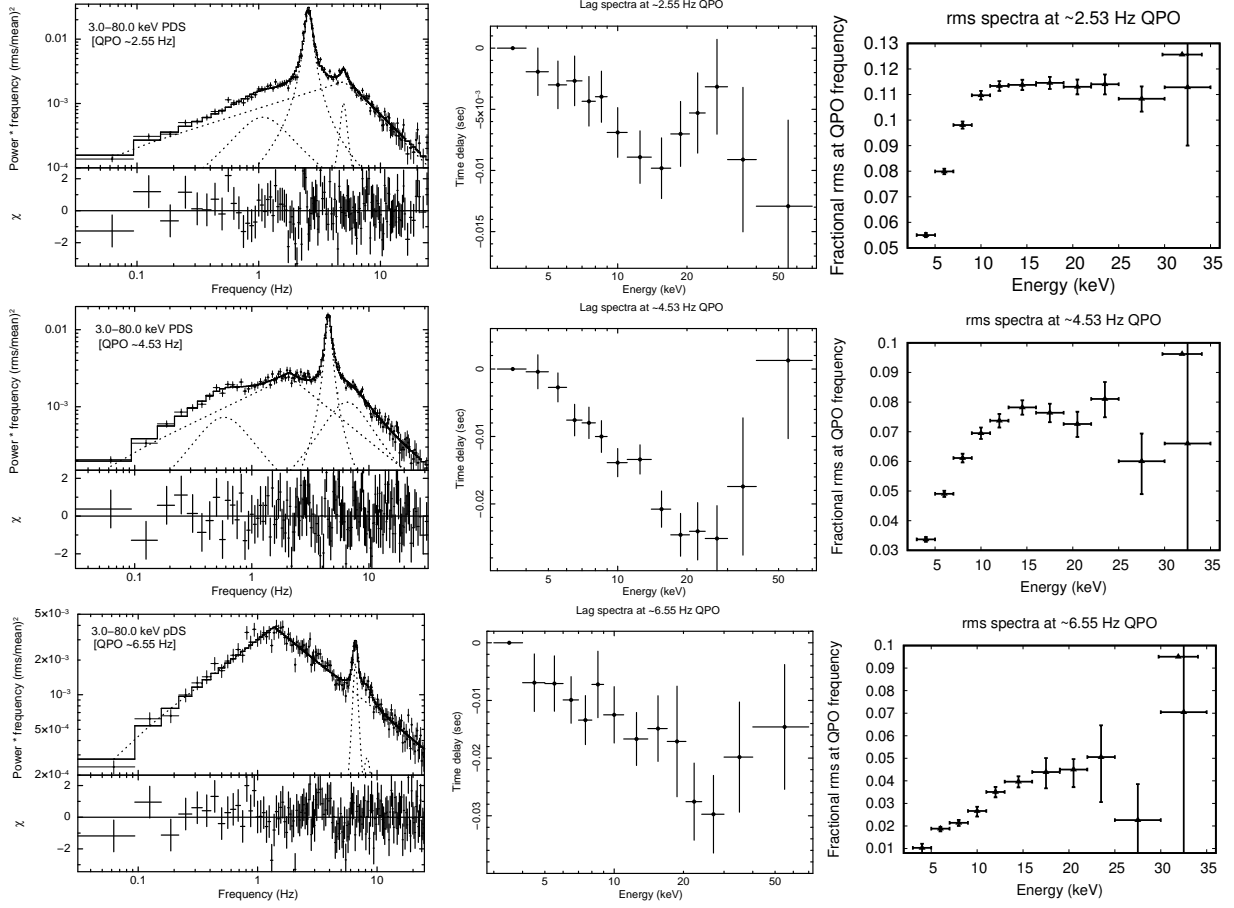 Lag spectra at ~2.55 Hz QPO
rms spectra at ~2.53 Hz QPO
3.0−80.0 keV PDS
[QPO ~2.55 Hz]
Power * frequency (rms/mean)²
0.01
10⁻³
10⁻⁴
χ
2
0
−2
0.1 1 10
Frequency (Hz)
Time delay (sec)
0
−5×10⁻³
−0.01
−0.015
5 10 20 50
Energy (keV)
Fractional rms at QPO frequency
0.13
0.12
0.11
0.1
0.09
0.08
0.07
0.06
0.05
5 10 15 20 25 30 35
Energy (keV)
Lag spectra at ~4.53 Hz QPO
rms spectra at ~4.53 Hz QPO
3.0−80.0 keV PDS
[QPO ~4.53 Hz]
Power * frequency (rms/mean)²
0.01
10⁻³
χ
2
0
−2
0.1 1 10
Frequency (Hz)
Time delay (sec)
0
−0.01
−0.02
5 10 20 50
Energy (keV)
Fractional rms at QPO frequency
0.1
0.09
0.08
0.07
0.06
0.05
0.04
0.03
5 10 15 20 25 30 35
Energy (keV)
Lag spectra at ~6.55 Hz QPO
rms spectra at ~6.55 Hz QPO
3.0−80.0 keV pDS
[QPO ~6.55 Hz]
Power * frequency (rms/mean)²
5×10⁻³
2×10⁻³
10⁻³
5×10⁻⁴
2×10⁻⁴
χ
2
0
−2
0.1 1 10
Frequency (Hz)
Time delay (sec)
0
−0.01
−0.02
−0.03
5 10 20 50
Energy (keV)
Fractional rms at QPO frequency
0.1
0.09
0.08
0.07
0.06
0.05
0.04
0.03
0.02
0.01
5 10 15 20 25 30 35
Energy (keV)